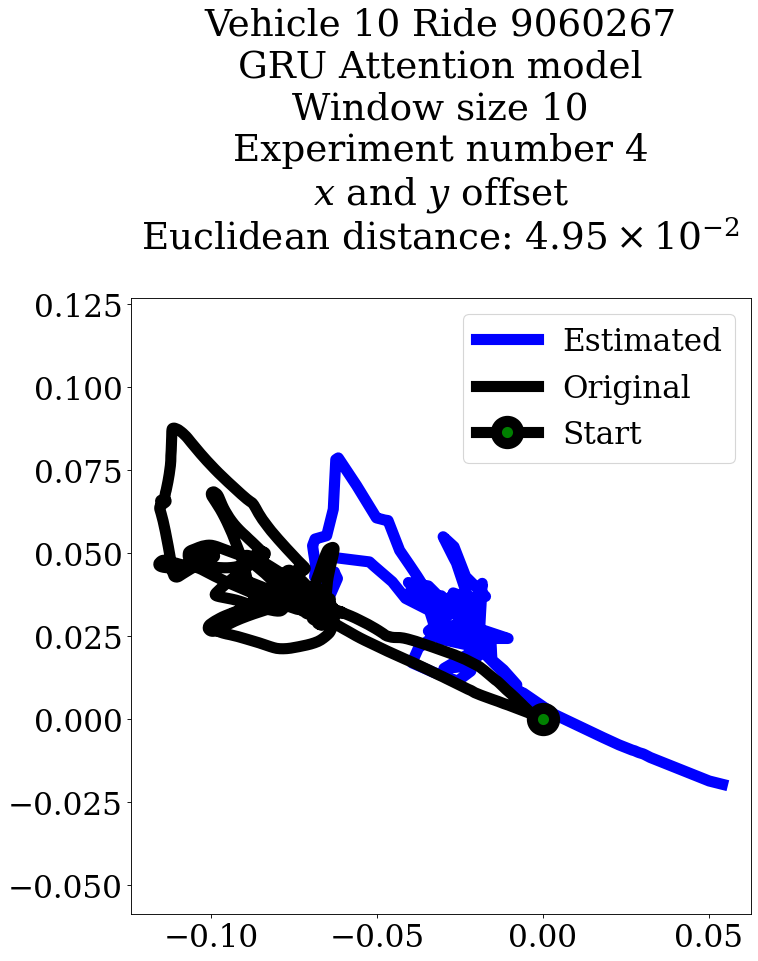 Vehicle 10 Ride 9060267
GRU Attention model
Window size 10
Experiment number 4
x and y offset
Euclidean distance: 4.95 × 10⁻²
0.125
0.100
0.075
0.050
0.025
0.000
−0.025
−0.050
Estimated
Original
Start
−0.10
−0.05
0.00
0.05